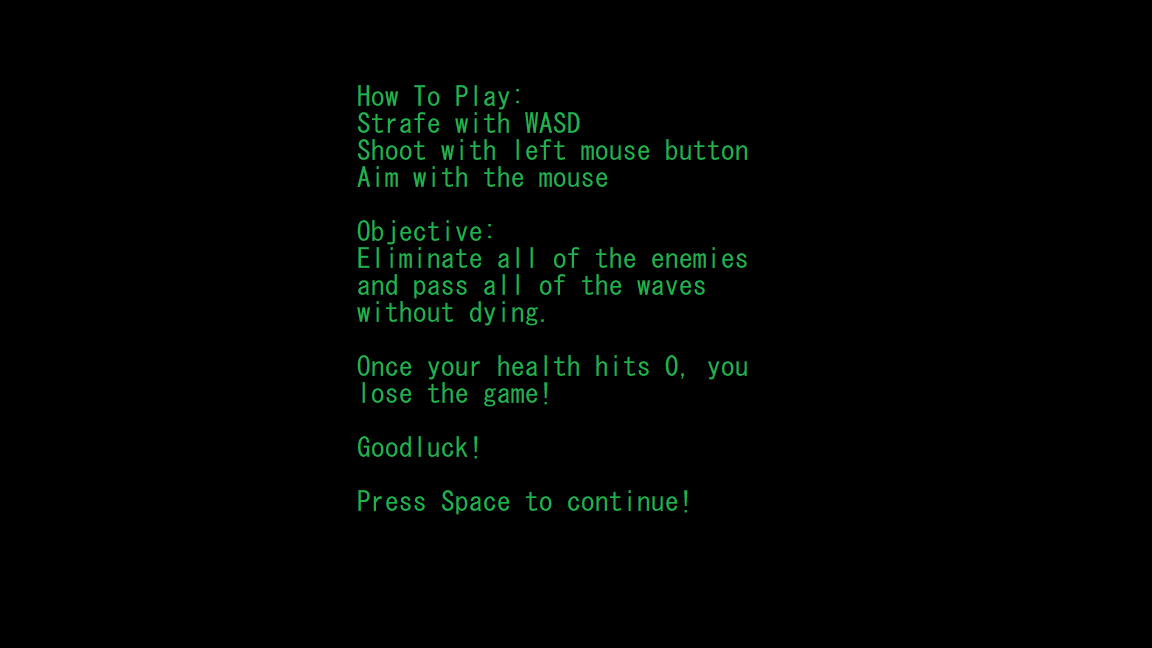 How To Play:
Strafe with WASD
Shoot with left mouse button
Aim with the mouse
Objective:
Eliminate all of the enemies
and pass all of the waves
without dying.
Once your health hits 0, you
lose the game!
Goodluck!
Press Space to continue!